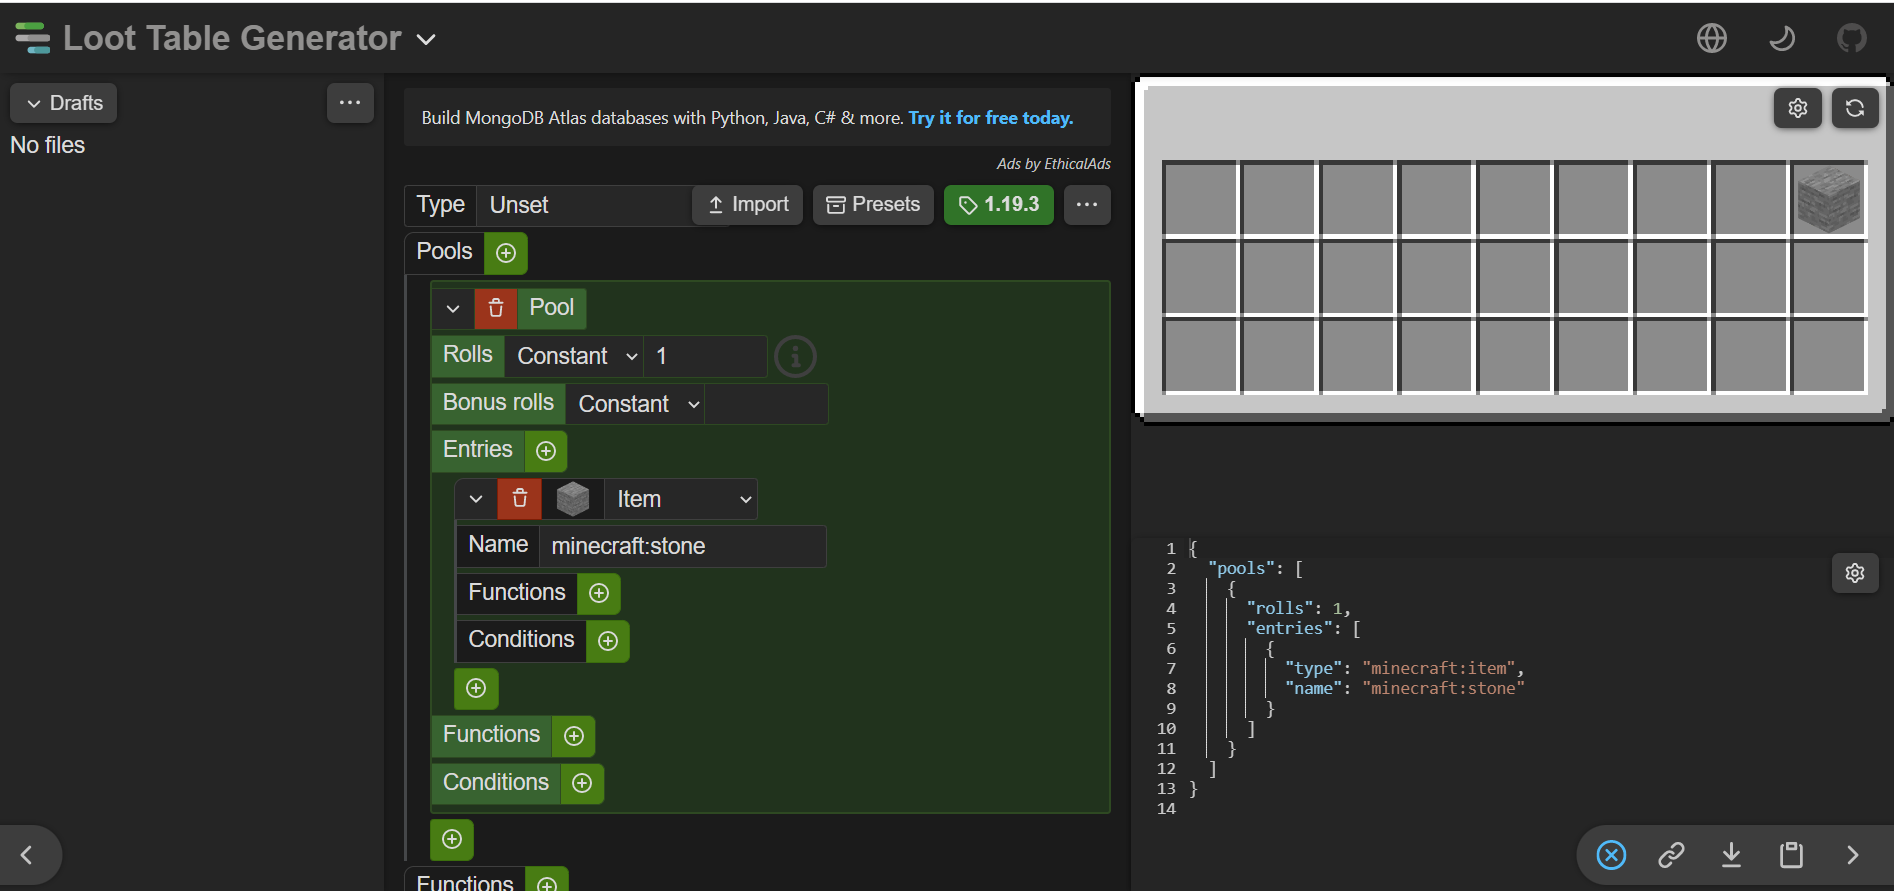 Loot Table Generator
Drafts
No files
Build MongoDB Atlas databases with Python, Java, C# & more. Try it for free today.
Ads by EthicalAds
Type Unset Import Presets 1.19.3
Pools
Pool
Rolls Constant 1
Bonus rolls Constant
Entries
Item
Name minecraft:stone
Functions
Conditions
Functions
Conditions
Functions
1 {
2 "pools": [
3 {
4 "rolls": 1,
5 "entries": [
6 {
7 "type": "minecraft:item",
8 "name": "minecraft:stone"
9 }
10 ]
11 }
12 ]
13 }
14